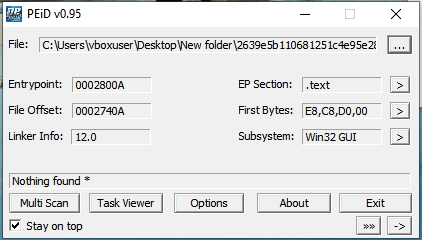 PEiD v0.95
File: C:\Users\vboxuser\Desktop\New folder\2639e5b110681251c4e95e28 ...
Entrypoint: 0002800A EP Section: .text >
File Offset: 0002740A First Bytes: E8,C8,D0,00 >
Linker Info: 12.0 Subsystem: Win32 GUI >
Nothing found *
Multi Scan Task Viewer Options About Exit
Stay on top »» ->